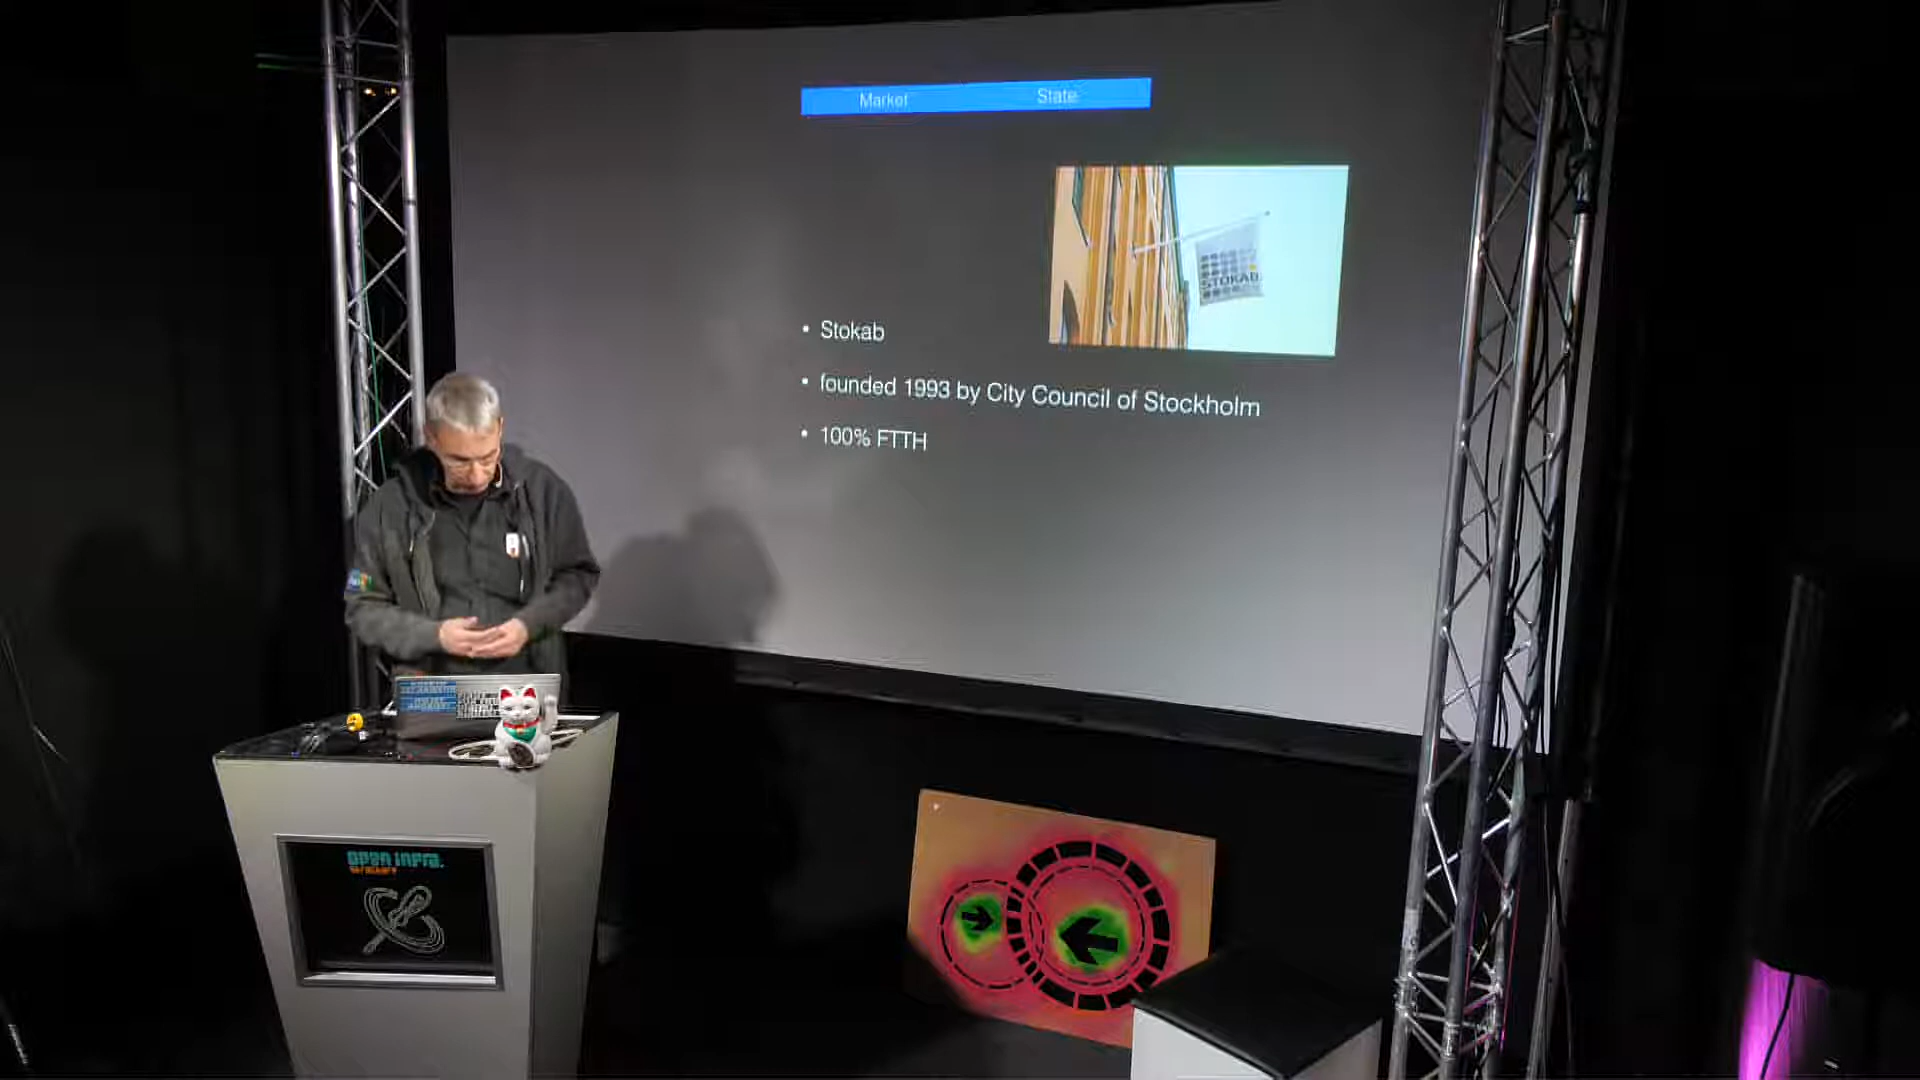 Market State
STOKAB
• Stokab
• founded 1993 by City Council of Stockholm
• 100% FTTH
open infra.